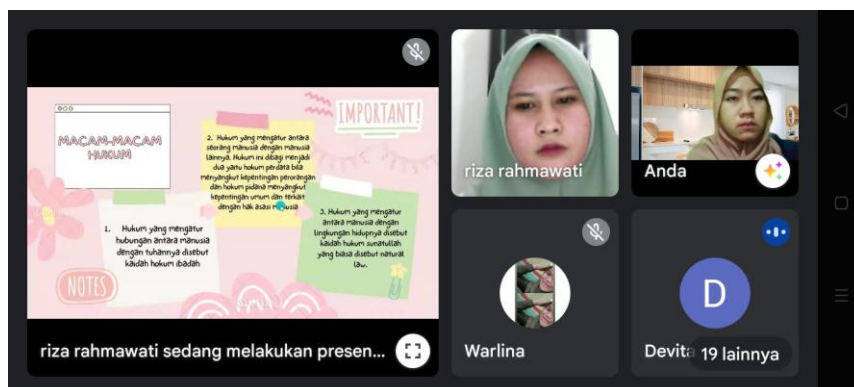 MACAM-MACAM
HUKUM
IMPORTANT!
2. Hukum yang mengatur antara
seorang manusia dengan manusia
lainnya. Hukum ini dibagi menjadi
dua yaitu hokum perdata bila
menyangkut kepentingan perorangan
dan hokum pidana menyangkut
kepentingan umum dan terkait
dengan hak asasi manusia
1. Hukum yang mengatur
hubungan antara manusia
dengan tuhannya disebut
kaidah hokum ibadah
3. Hukum yang mengatur
antara manusia dengan
lingkungan hidupnya disebut
kaidah hukum sunatullah
yang biasa disebut natural
law.
NOTES
riza rahmawati sedang melakukan presen...
riza rahmawati
Anda
Warlina
D
Devita
19 lainnya